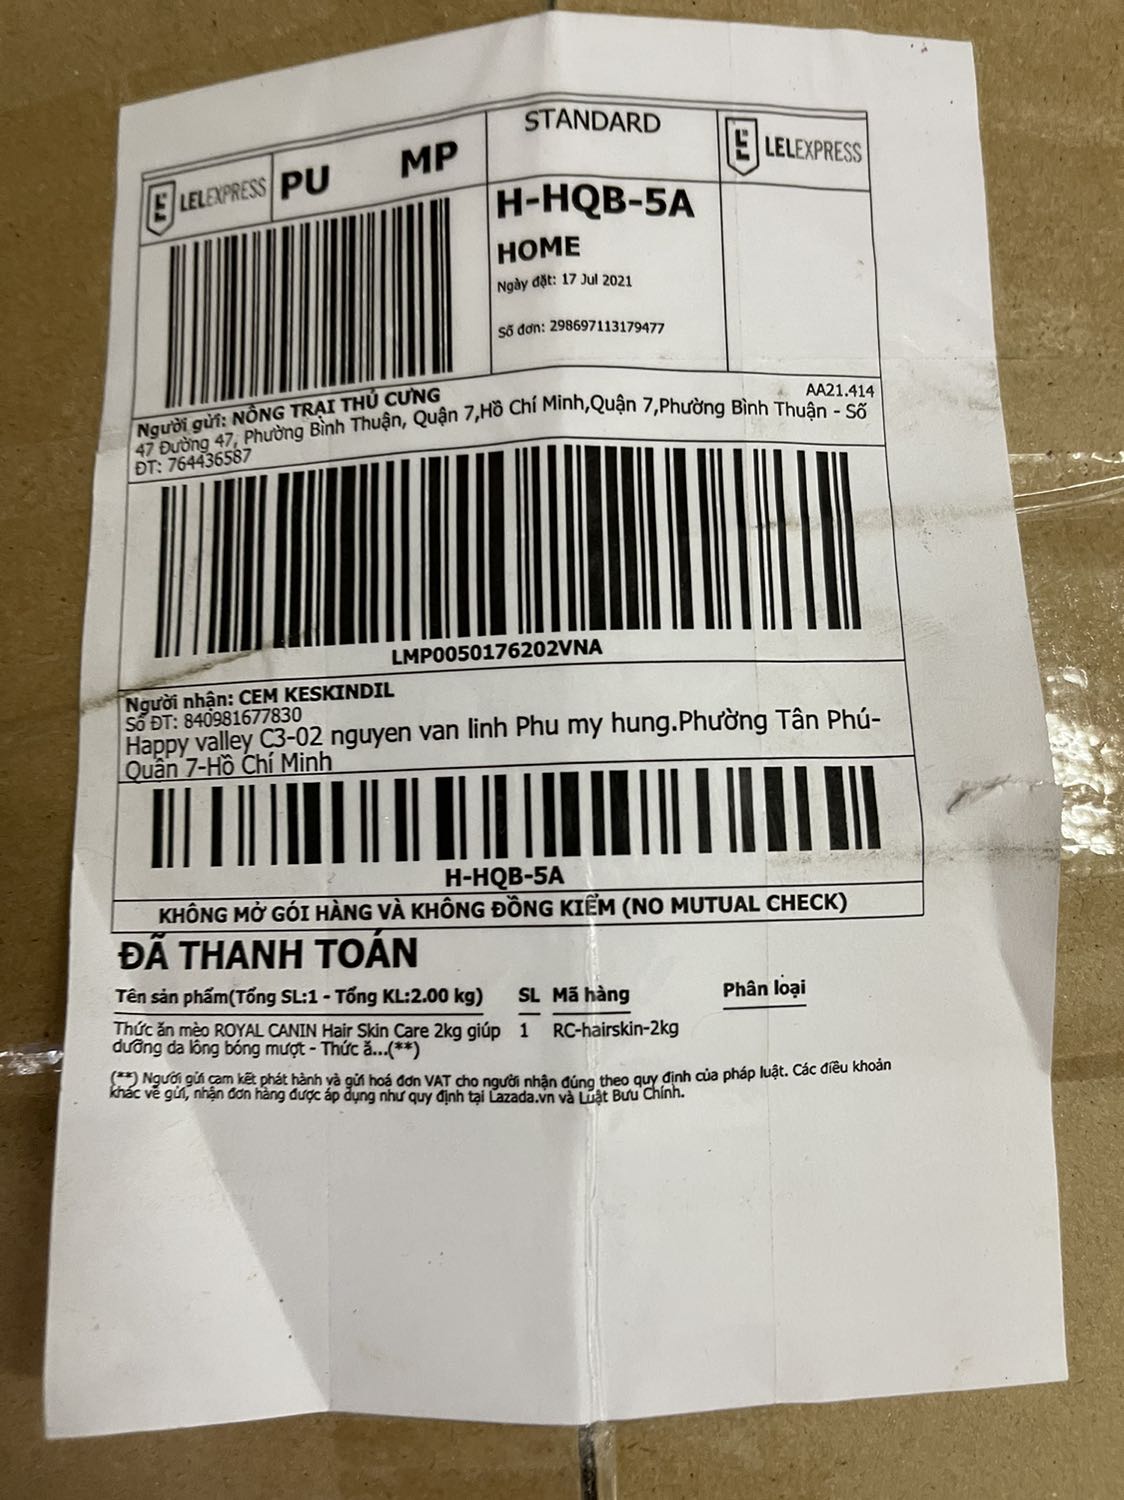 LELEXPRESS PU MP STANDARD LELEXPRESS
H-HQB-5A
HOME
Ngày đặt: 17 Jul 2021
Số đơn: 298697113179477
AA21.414
Người gửi: NÔNG TRẠI THÚ CƯNG
47 Đường 47, Phường Bình Thuận, Quận 7,Hồ Chí Minh,Quận 7,Phường Bình Thuận - Số
ĐT: 764436587
LMP0050176202VNA
Người nhận: CEM KESKINDIL
Số ĐT: 840981677830
Happy valley C3-02 nguyen van linh Phu my hung.Phường Tân Phú-
Quận 7-Hồ Chí Minh
H-HQB-5A
KHÔNG MỞ GÓI HÀNG VÀ KHÔNG ĐỒNG KIỂM (NO MUTUAL CHECK)
ĐÃ THANH TOÁN
Tên sản phẩm(Tổng SL:1 - Tổng KL:2.00 kg) SL Mã hàng Phân loại
Thức ăn mèo ROYAL CANIN Hair Skin Care 2kg giúp 1 RC-hairskin-2kg
dưỡng da lông bóng mượt - Thức ă...(**)
(**) Người gửi cam kết phát hành và gửi hoá đơn VAT cho người nhận đúng theo quy định của pháp luật. Các điều khoản
khác về gửi, nhận đơn hàng được áp dụng như quy định tại Lazada.vn và Luật Bưu Chính.